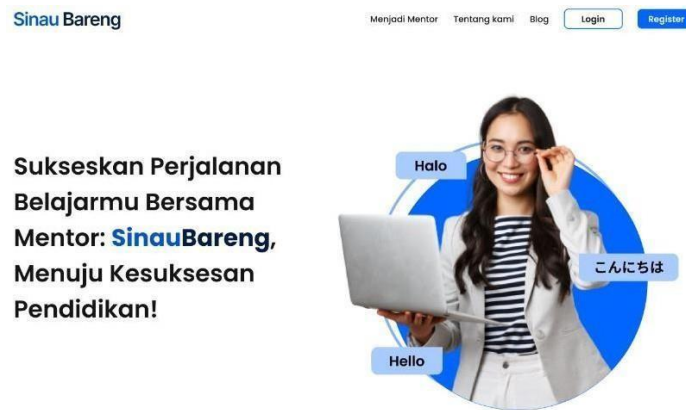 Sinau Bareng
Menjadi Mentor Tentang kami Blog Login Register
Sukseskan Perjalanan
Belajarmu Bersama
Mentor: SinauBareng,
Menuju Kesuksesan
Pendidikan!
Halo
こんにちは
Hello